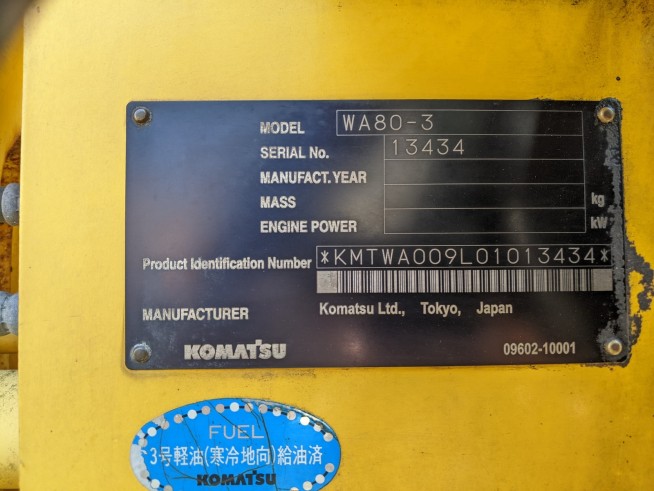 MODEL WA80-3
SERIAL No. 13434
MANUFACT. YEAR
MASS kg
ENGINE POWER kW
Product Identification Number *KMTWA009L01013434*
MANUFACTURER Komatsu Ltd., Tokyo, Japan
KOMATSU 09602-10001
FUEL
3号軽油(寒冷地向)給油済
KOMATSU